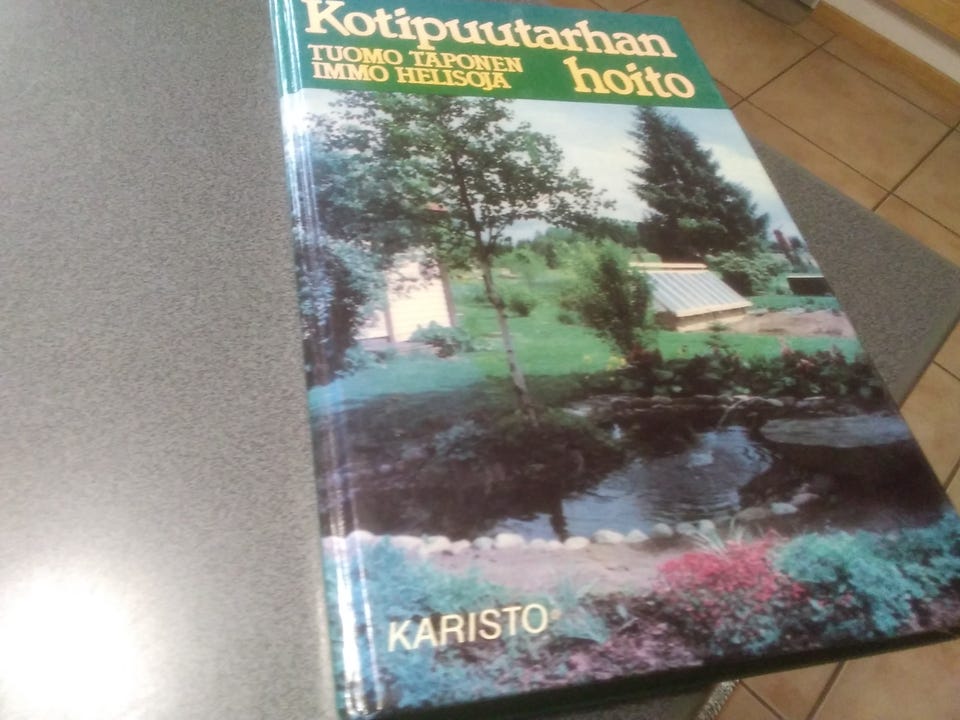 Kotipuutarhan
hoito
TUOMO TAPONEN
IMMO HELISOJA
KARISTO